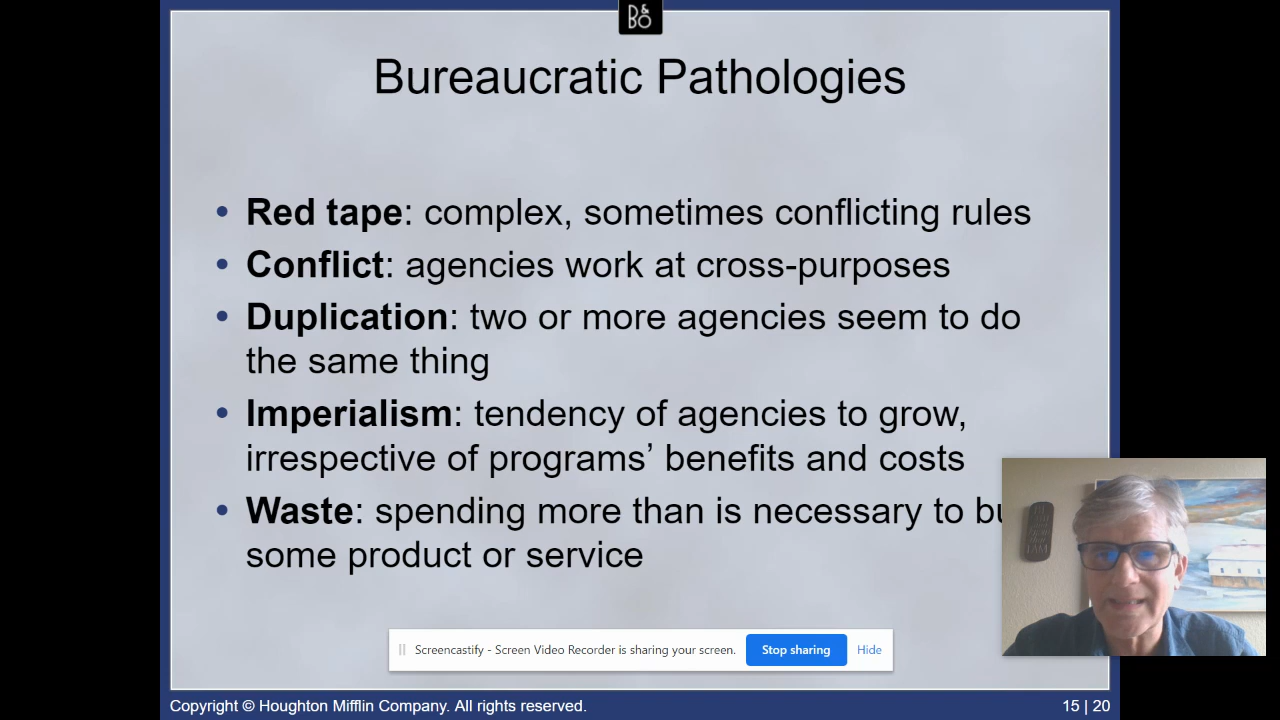 B&
BO
Bureaucratic Pathologies
• Red tape: complex, sometimes conflicting rules
• Conflict: agencies work at cross-purposes
• Duplication: two or more agencies seem to do
the same thing
• Imperialism: tendency of agencies to grow,
irrespective of programs’ benefits and costs
• Waste: spending more than is necessary to
some product or service
I AM
Screencastify - Screen Video Recorder is sharing your screen.
Stop sharing
Hide
Copyright © Houghton Mifflin Company. All rights reserved.
15 | 20